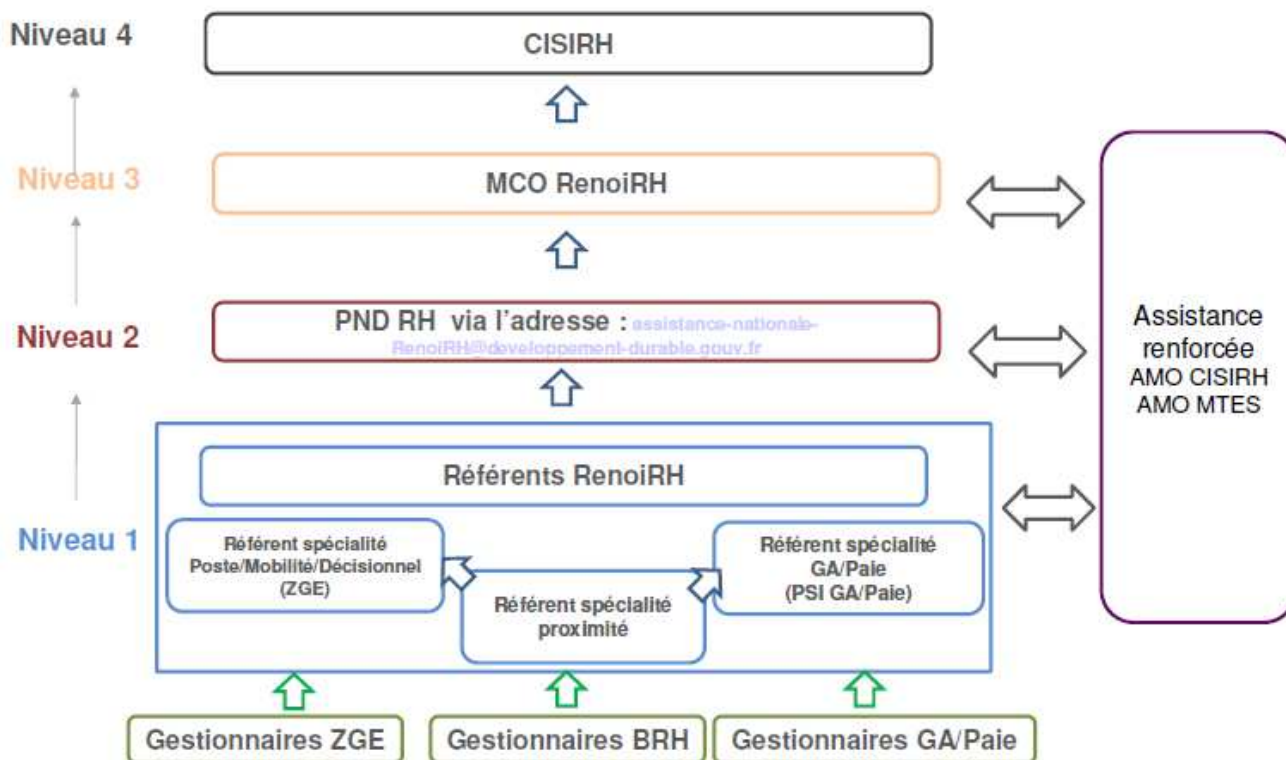 Niveau 4
CISIRH
Niveau 3
MCO RenoiRH
Niveau 2
PND RH via l'adresse : assistance-nationale-
RenoiRH@developpement-durable.gouv.fr
Assistance
renforcée
AMO CISIRH
AMO MTES
Niveau 1
Référents RenoiRH
Référent spécialité
Poste/Mobilité/Décisionnel
(ZGE)
Référent spécialité
proximité
Référent spécialité
GA/Paie
(PSI GA/Paie)
Gestionnaires ZGE
Gestionnaires BRH
Gestionnaires GA/Paie